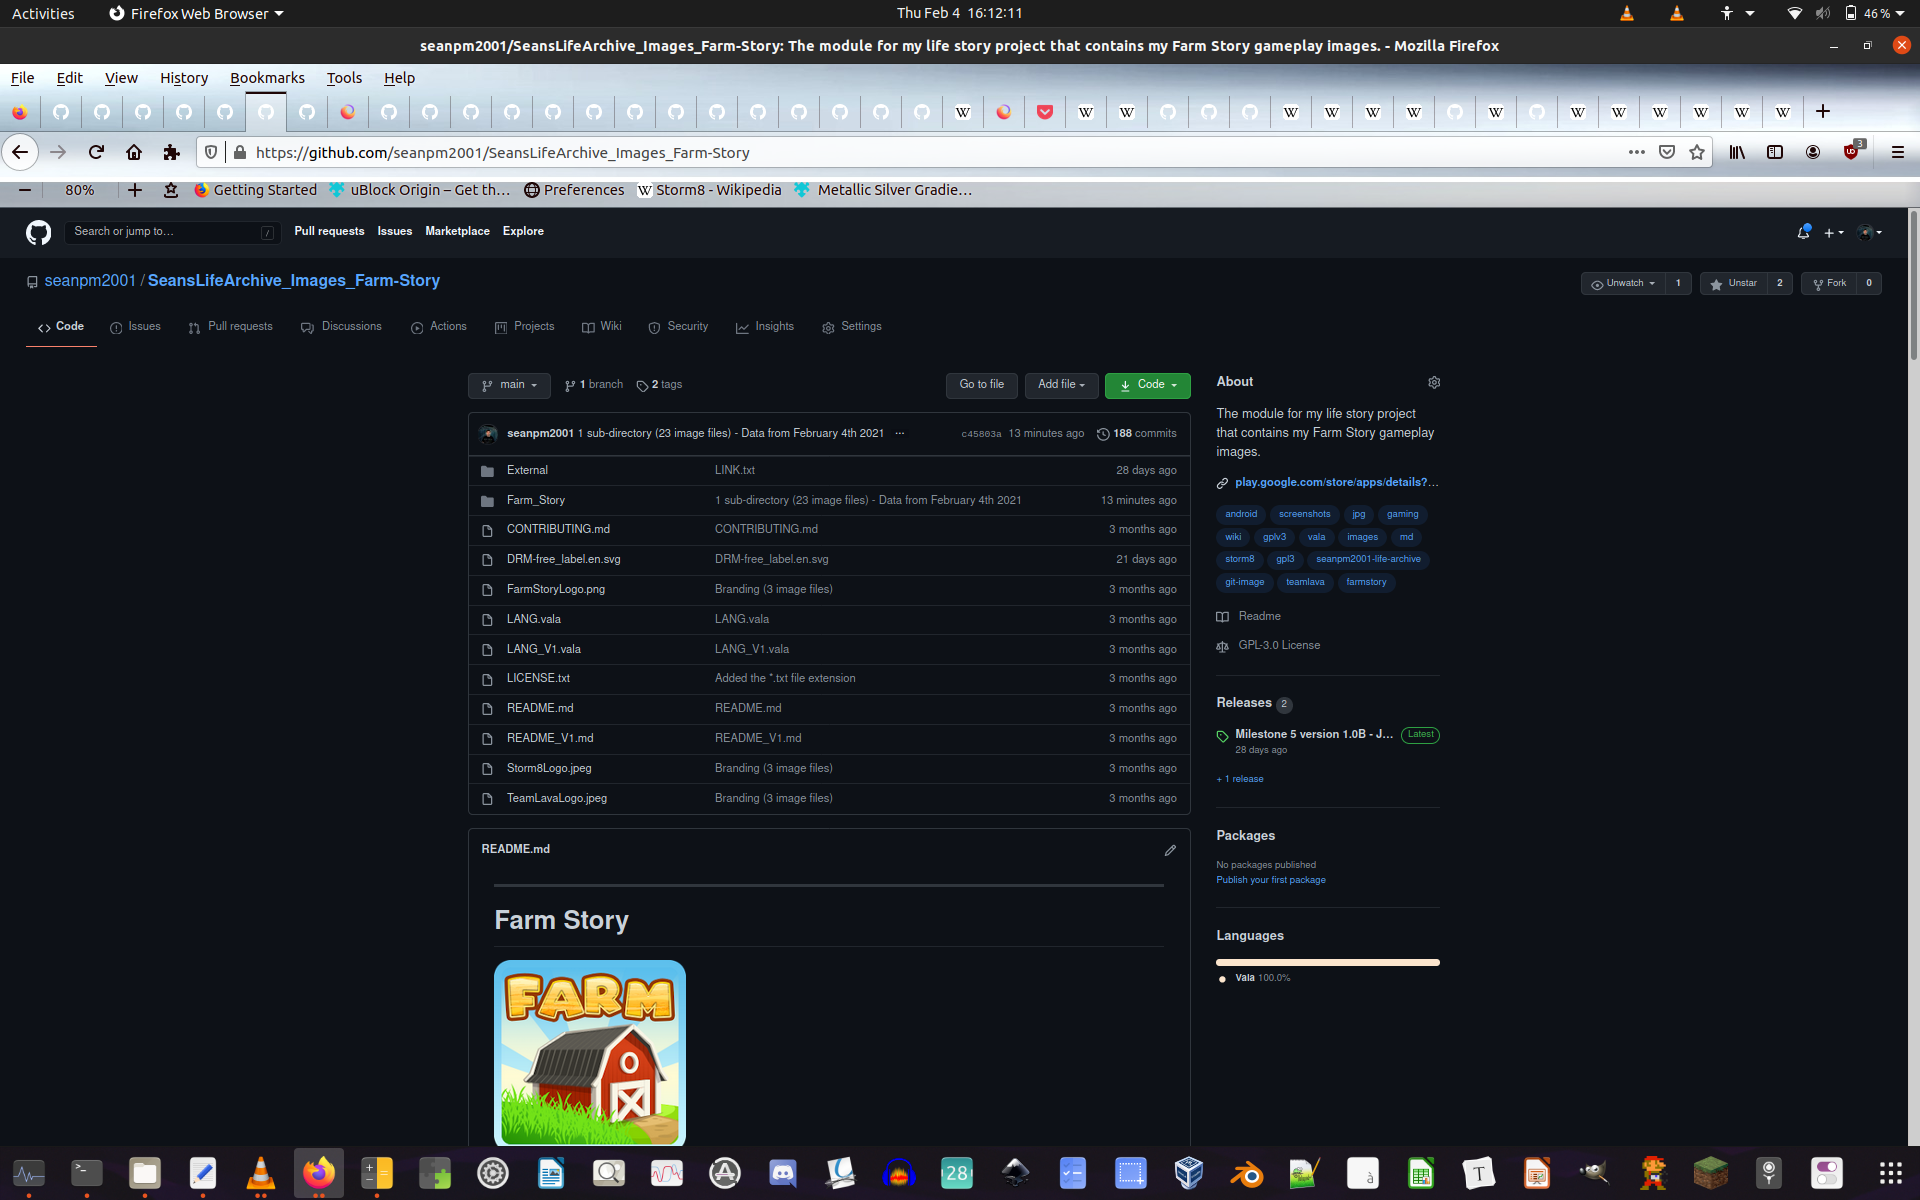 Activities Firefox Web Browser Thu Feb 4 16:12:11 46 %
seanpm2001/SeansLifeArchive_Images_Farm-Story: The module for my life story project that contains my Farm Story gameplay images. - Mozilla Firefox
File Edit View History Bookmarks Tools Help
https://github.com/seanpm2001/SeansLifeArchive_Images_Farm-Story 3
80% Getting Started uBlock Origin – Get th… Preferences Storm8 - Wikipedia Metallic Silver Gradie…
Search or jump to… / Pull requests Issues Marketplace Explore
seanpm2001 / SeansLifeArchive_Images_Farm-Story Unwatch 1 Unstar 2 Fork 0
Code Issues Pull requests Discussions Actions Projects Wiki Security Insights Settings
main 1 branch 2 tags Go to file Add file Code
seanpm2001 1 sub-directory (23 image files) - Data from February 4th 2021 ... c45803a 13 minutes ago 188 commits
External LINK.txt 28 days ago
Farm_Story 1 sub-directory (23 image files) - Data from February 4th 2021 13 minutes ago
CONTRIBUTING.md CONTRIBUTING.md 3 months ago
DRM-free_label.en.svg DRM-free_label.en.svg 21 days ago
FarmStoryLogo.png Branding (3 image files) 3 months ago
LANG.vala LANG.vala 3 months ago
LANG_V1.vala LANG_V1.vala 3 months ago
LICENSE.txt Added the *.txt file extension 3 months ago
README.md README.md 3 months ago
README_V1.md README_V1.md 3 months ago
Storm8Logo.jpeg Branding (3 image files) 3 months ago
TeamLavaLogo.jpeg Branding (3 image files) 3 months ago
README.md
Farm Story
FARM
About
The module for my life story project
that contains my Farm Story gameplay
images.
play.google.com/store/apps/details?…
android screenshots jpg gaming
wiki gplv3 vala images md
storm8 gpl3 seanpm2001-life-archive
git-image teamlava farmstory
Readme
GPL-3.0 License
Releases 2
Milestone 5 version 1.0B - J… Latest
28 days ago
+ 1 release
Packages
No packages published
Publish your first package
Languages
Vala 100.0%
28